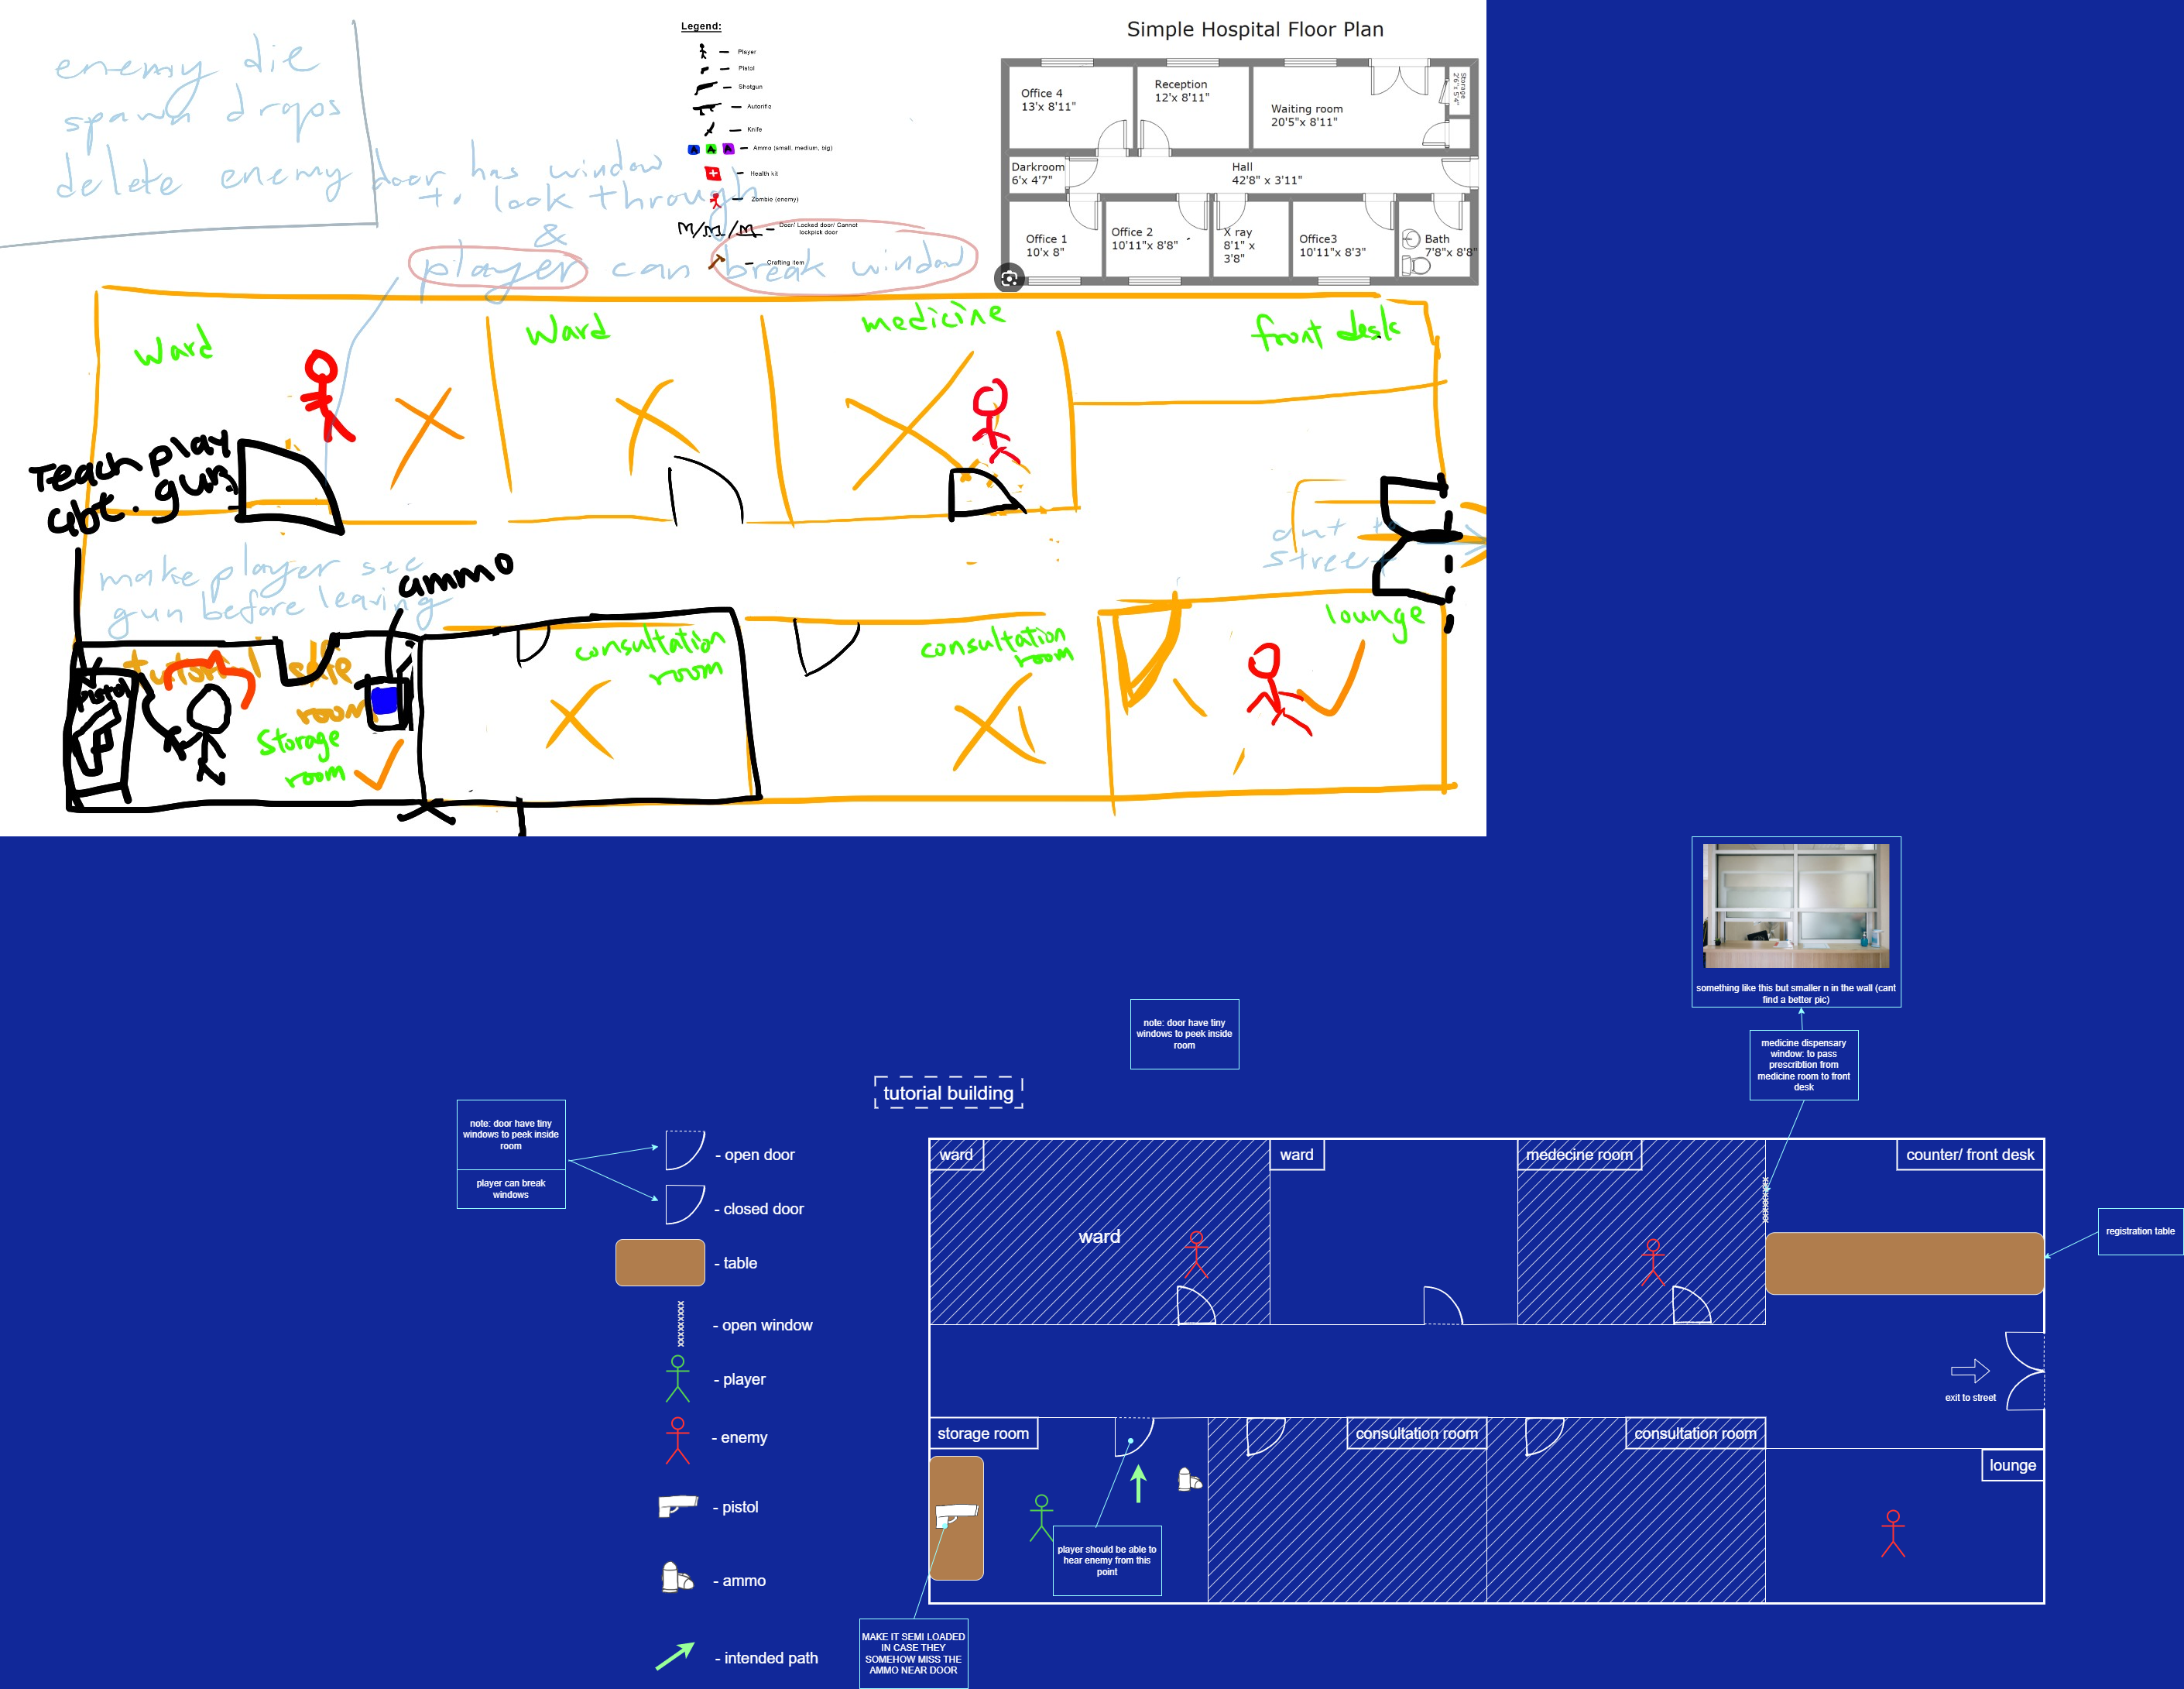 enemy die
spawn drops
delete enemy
door has window
to look through
&
player can break window
Legend:
Player
Pistol
Shotgun
Autorifle
Knife
A A A
Ammo (small, medium, big)
Health kit
Zombie (enemy)
Door/ Locked door/ Cannot
lockpick door
Crafting item
Simple Hospital Floor Plan
Office 4
13'x 8'11"
Reception
12'x 8'11"
Waiting room
20'5"x 8'11"
Storage
2'6"x 5'4"
Darkroom
6'x 4'7"
Hall
42'8" x 3'11"
Office 1
10'x 8"
Office 2
10'11"x 8'8"
X ray
8'1" x
3'8"
Office3
10'11"x 8'3"
Bath
7'8"x 8'8"
Ward
Ward
medicine
front desk
Teach play
abt. gun.
make player see
gun before leaving
ammo
out to
street
tutorial
room
pistol
Storage
room
consultation
room
consultation
room
lounge
something like this but smaller n in the wall (cant
find a better pic)
medicine dispensary
window: to pass
prescribtion from
medicine room to front
desk
note: door have tiny
windows to peek inside
room
tutorial building
note: door have tiny
windows to peek inside
room
player can break
windows
- open door
- closed door
- table
xxxxxxxxx
- open window
- player
- enemy
- pistol
- ammo
- intended path
ward
ward
medecine room
counter/ front desk
ward
registration table
exit to street
storage room
consultation room
consultation room
lounge
player should be able to
hear enemy from this
point
MAKE IT SEMI LOADED
IN CASE THEY
SOMEHOW MISS THE
AMMO NEAR DOOR